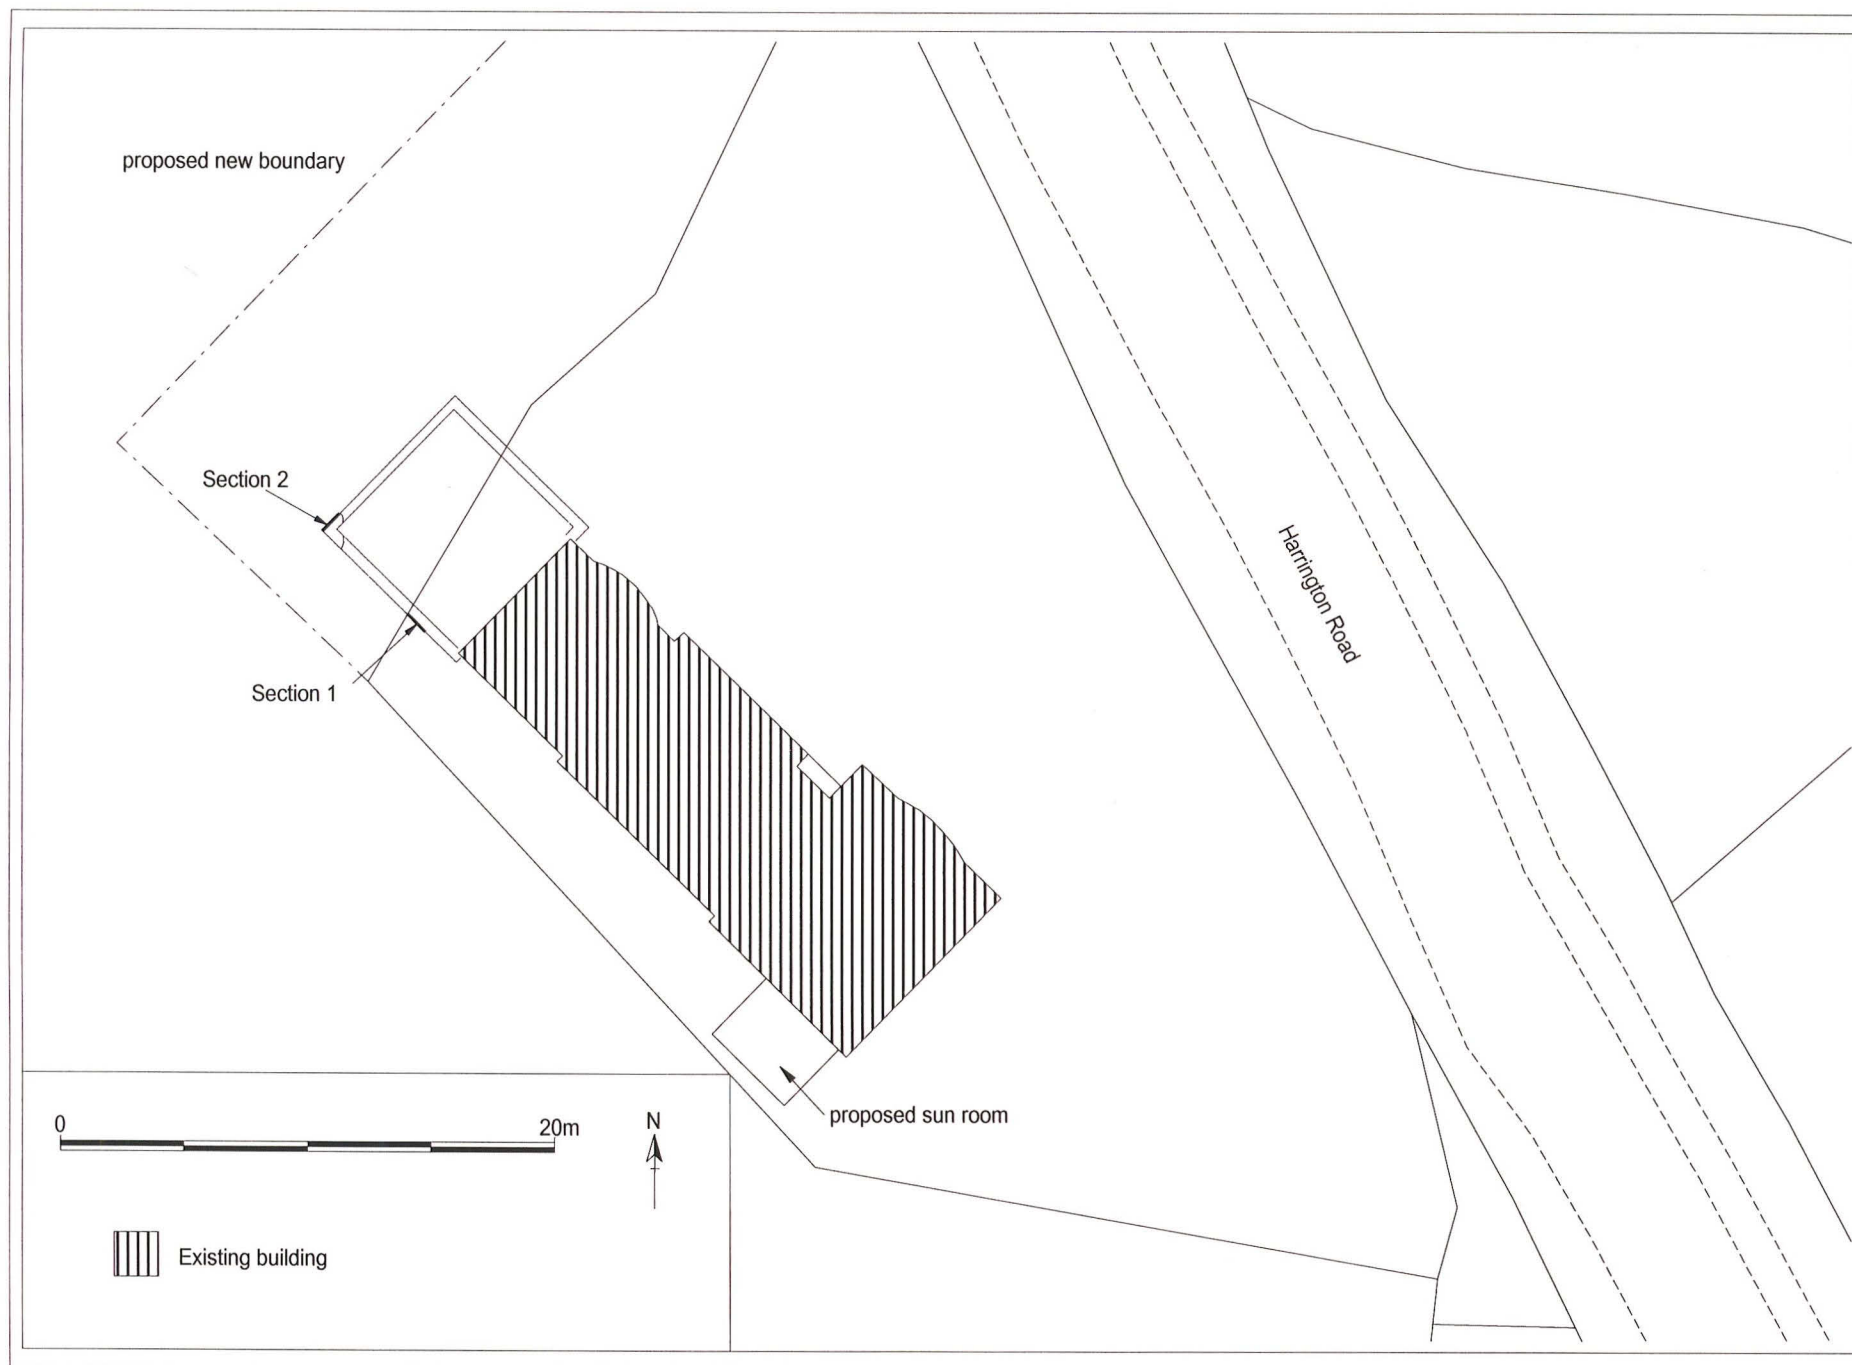 proposed new boundary
Section 2
Harrington Road
Section 1
proposed sun room
0 20m
N
Existing building